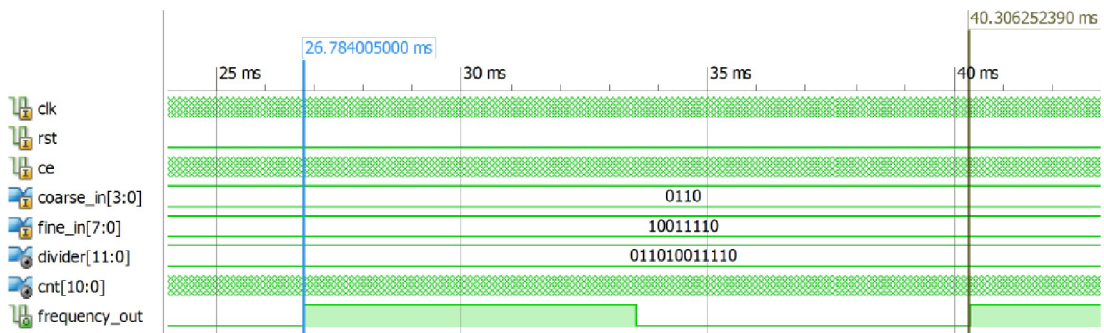 40.306252390 ms
26.784005000 ms
25 ms 30 ms 35 ms 40 ms
clk
rst
ce
coarse_in[3:0] 0110
fine_in[7:0] 10011110
divider[11:0] 011010011110
cnt[10:0]
frequency_out